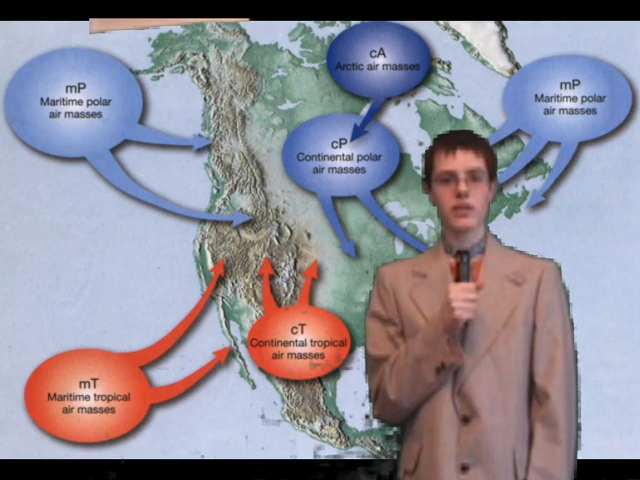 cA
Arctic air masses
mP
Maritime polar
air masses
mP
Maritime polar
air masses
cP
Continental polar
air masses
cT
Continental tropical
air masses
mT
Maritime tropical
air masses